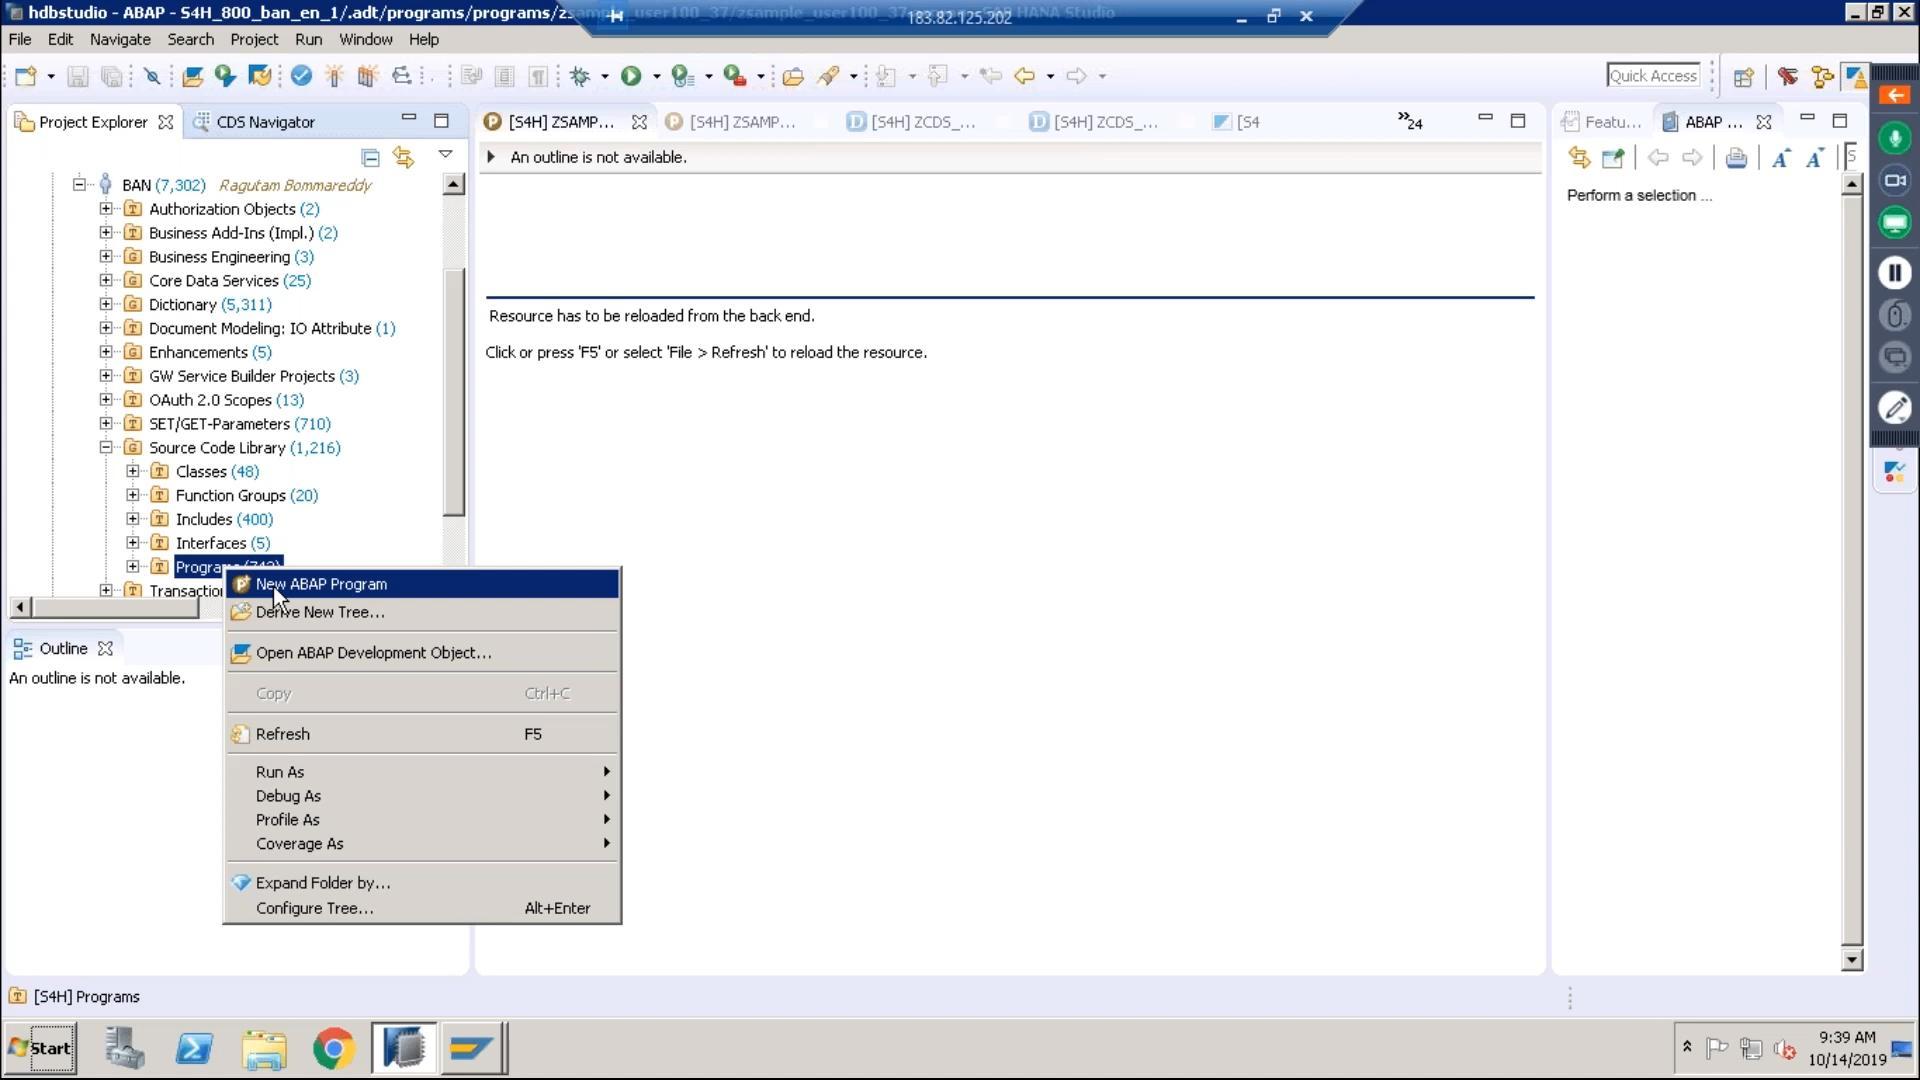 hdbstudio - ABAP - S4H_800_ban_en_1/.adt/programs/programs/zsample_user100_37/zsample_user100_37
HANA Studio
183.82.125.202
File Edit Navigate Search Project Run Window Help
Quick Access
Project Explorer
CDS Navigator
[S4H] ZSAMP...
[S4H] ZSAMP...
[S4H] ZCDS_...
[S4H] ZCDS_...
[S4
»24
Featu...
ABAP ...
An outline is not available.
Perform a selection ...
BAN (7,302) Ragutam Bommareddy
Authorization Objects (2)
Business Add-Ins (Impl.) (2)
Business Engineering (3)
Core Data Services (25)
Dictionary (5,311)
Document Modeling: IO Attribute (1)
Enhancements (5)
GW Service Builder Projects (3)
OAuth 2.0 Scopes (13)
SET/GET-Parameters (710)
Source Code Library (1,216)
Classes (48)
Function Groups (20)
Includes (400)
Interfaces (5)
Resource has to be reloaded from the back end.
Click or press 'F5' or select 'File > Refresh' to reload the resource.
New ABAP Program
Derive New Tree...
Open ABAP Development Object...
Copy Ctrl+C
Refresh F5
Run As
Debug As
Profile As
Coverage As
Expand Folder by...
Configure Tree... Alt+Enter
Outline
An outline is not available.
[S4H] Programs
Start
9:39 AM
10/14/2019